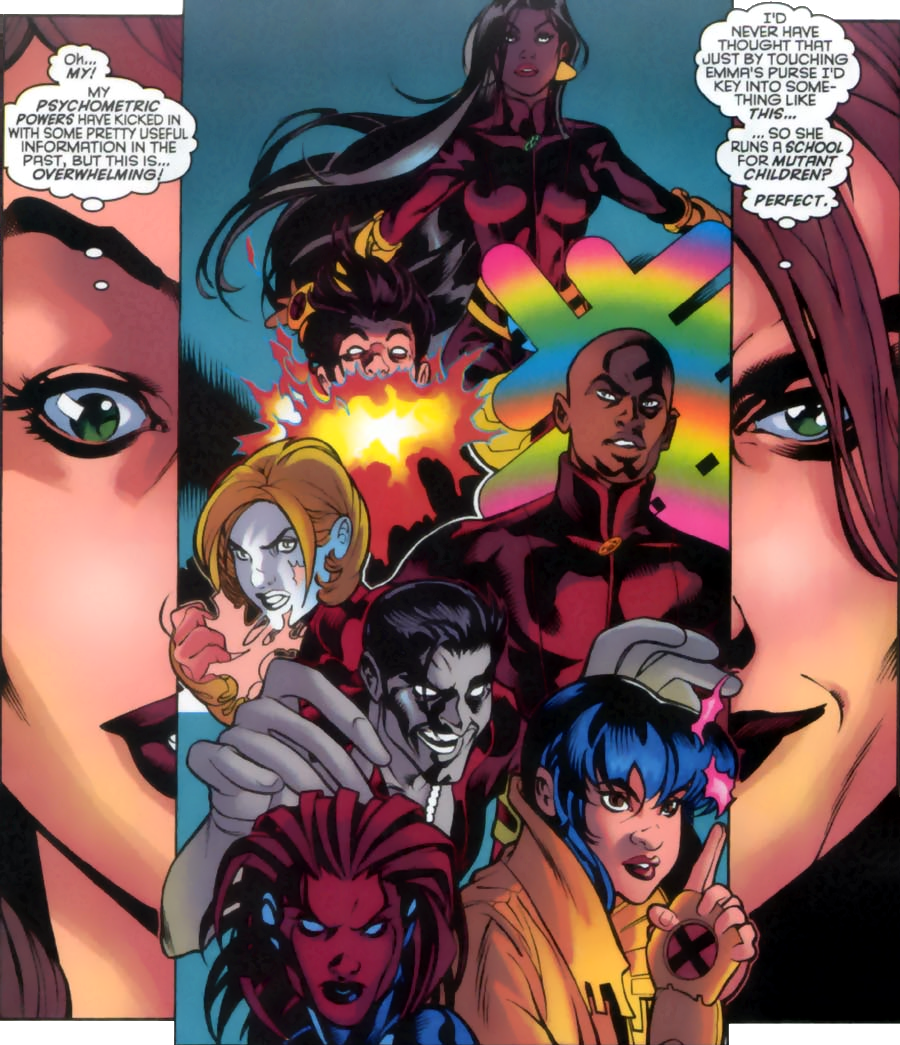 Oh...
MY!
MY
PSYCHOMETRIC
POWERS HAVE KICKED IN
WITH SOME PRETTY USEFUL
INFORMATION IN THE
PAST, BUT THIS IS...
OVERWHELMING!
I'D
NEVER HAVE
THOUGHT THAT
JUST BY TOUCHING
EMMA'S PURSE I'D
KEY INTO SOME-
THING LIKE
THIS...
... SO SHE
RUNS A SCHOOL
FOR MUTANT
CHILDREN?
PERFECT.